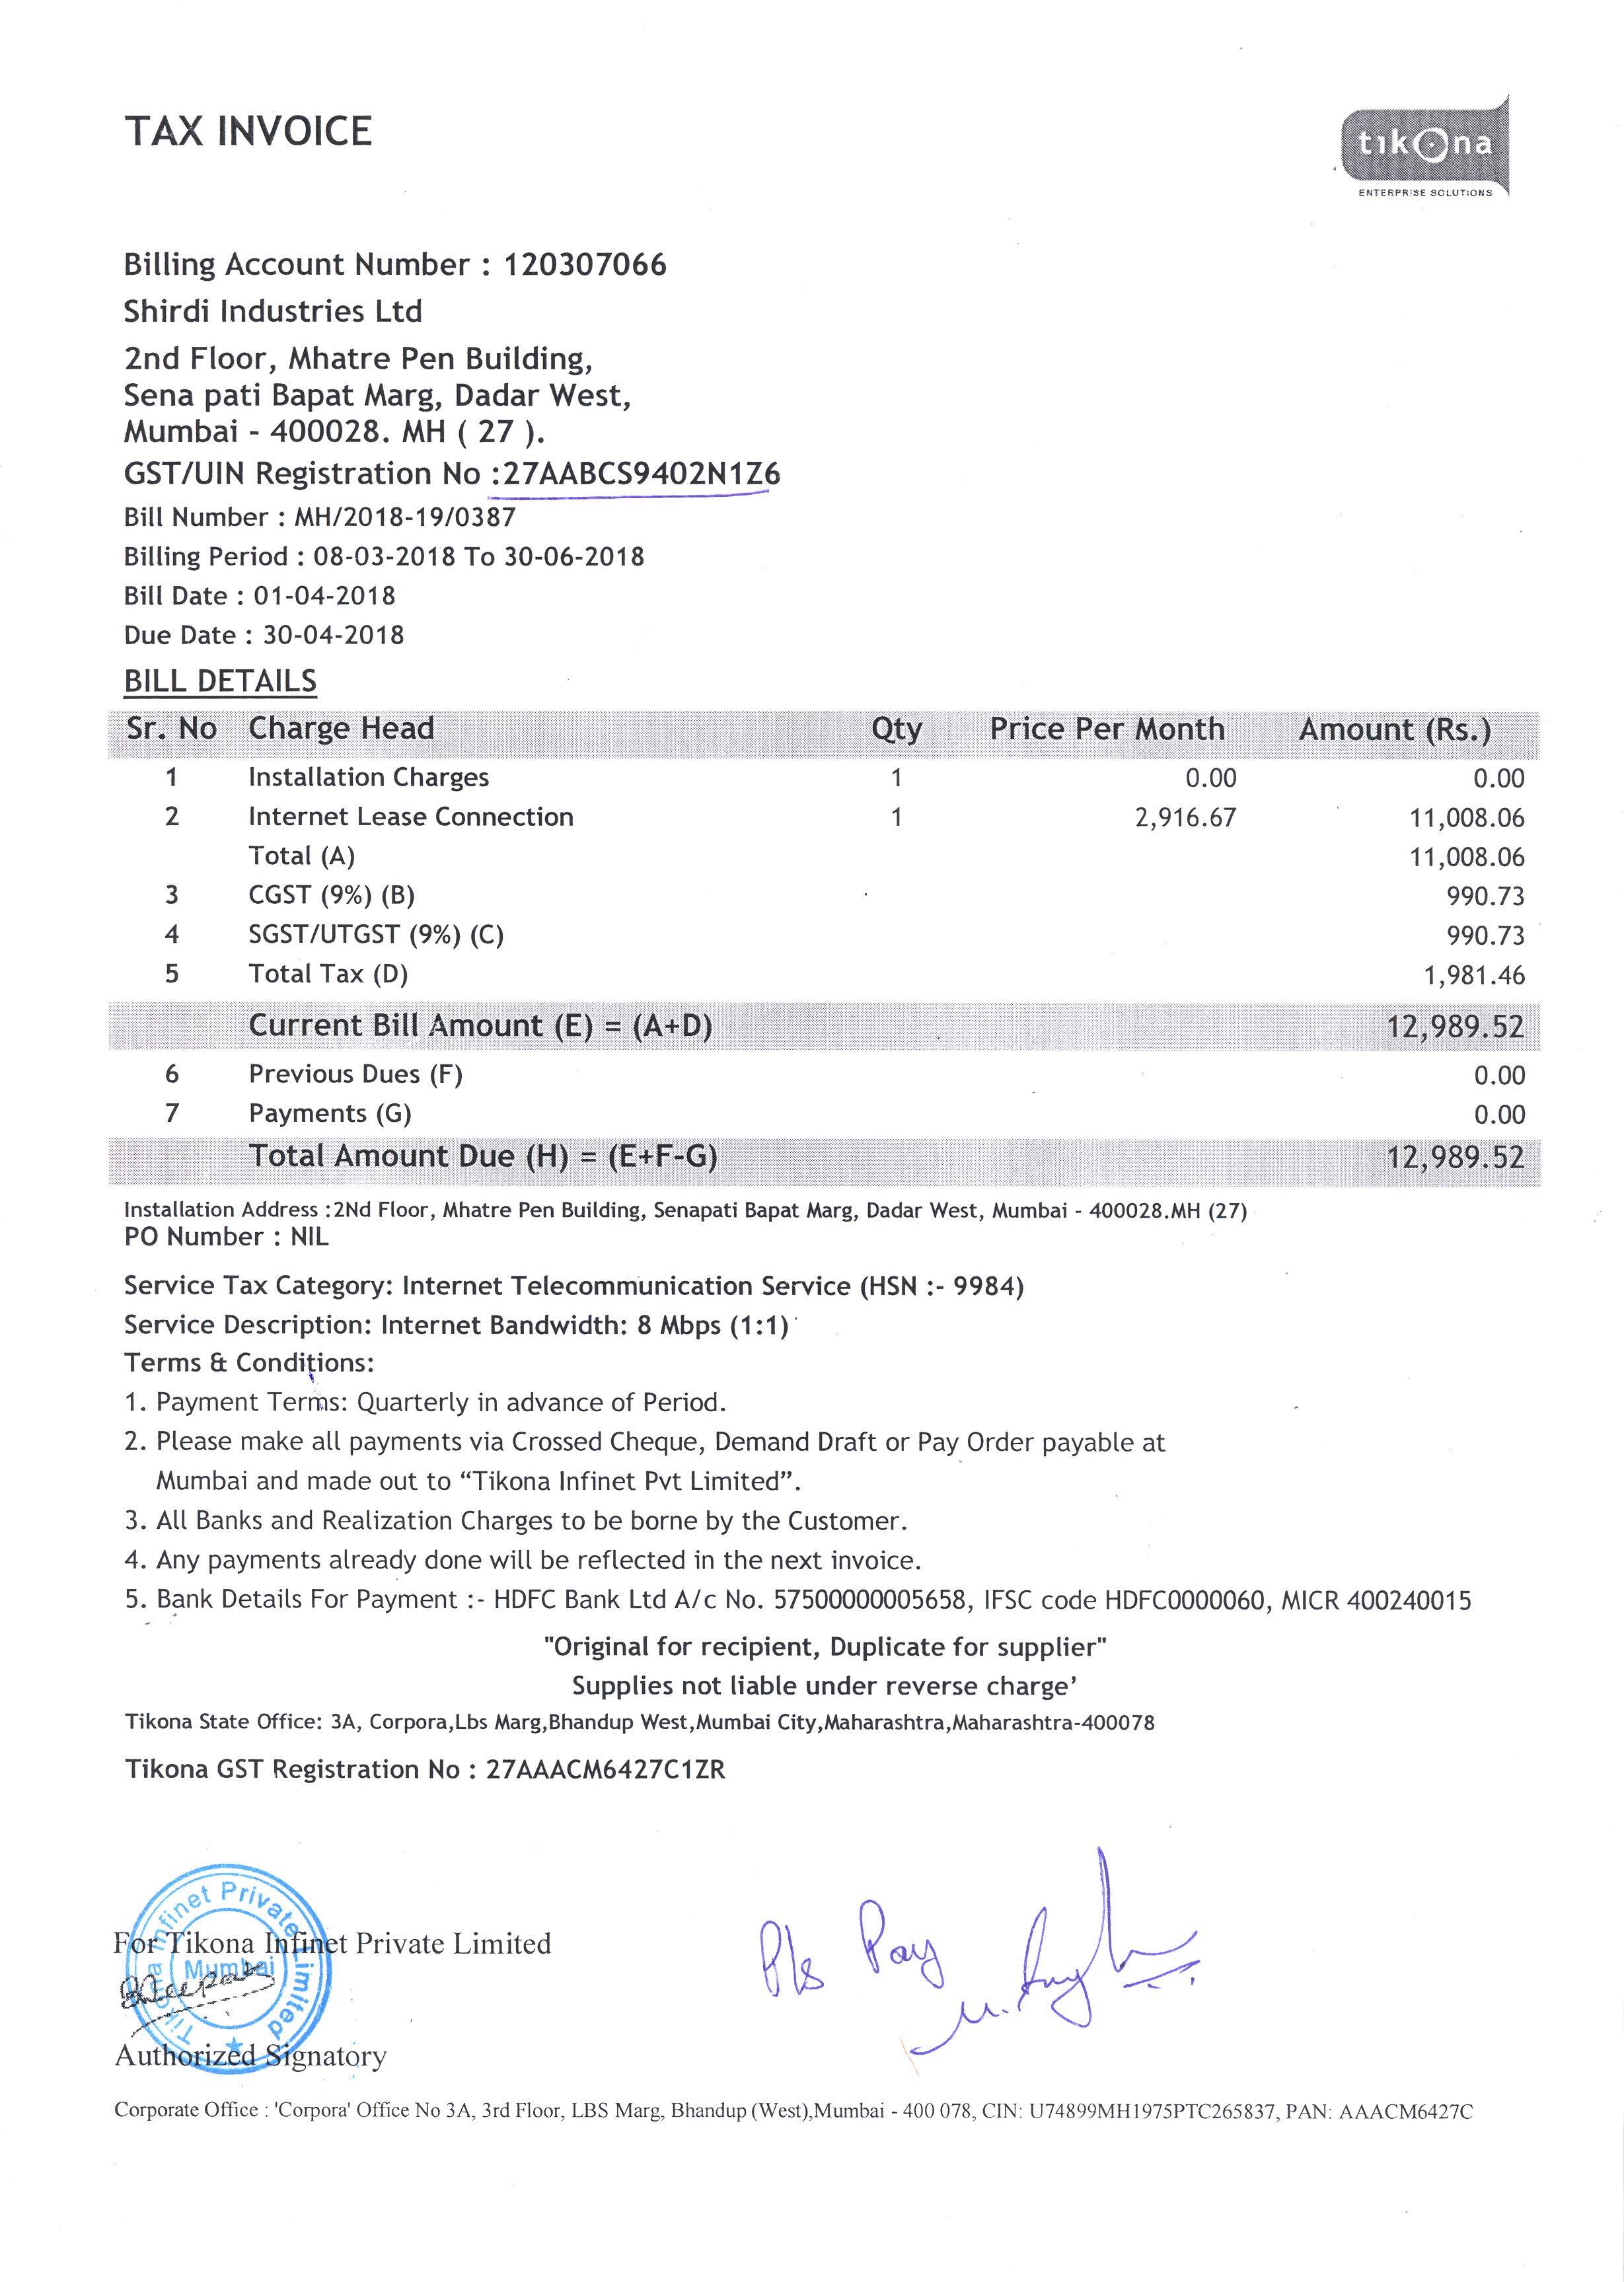 TAX INVOICE
tikona
ENTERPRISE SOLUTIONS
Billing Account Number : 120307066
Shirdi Industries Ltd
2nd Floor, Mhatre Pen Building,
Sena pati Bapat Marg, Dadar West,
Mumbai - 400028. MH ( 27 ).
GST/UIN Registration No :27AABCS9402N1Z6
Bill Number : MH/2018-19/0387
Billing Period : 08-03-2018 To 30-06-2018
Bill Date : 01-04-2018
Due Date : 30-04-2018
BILL DETAILS
Sr. No Charge Head Qty Price Per Month Amount (Rs.)
1 Installation Charges 1 0.00 0.00
2 Internet Lease Connection 1 2,916.67 11,008.06
Total (A) 11,008.06
3 CGST (9%) (B) 990.73
4 SGST/UTGST (9%) (C) 990.73
5 Total Tax (D) 1,981.46
Current Bill Amount (E) = (A+D) 12,989.52
6 Previous Dues (F) 0.00
7 Payments (G) 0.00
Total Amount Due (H) = (E+F-G) 12,989.52
Installation Address :2Nd Floor, Mhatre Pen Building, Senapati Bapat Marg, Dadar West, Mumbai - 400028.MH (27)
PO Number : NIL
Service Tax Category: Internet Telecommunication Service (HSN :- 9984)
Service Description: Internet Bandwidth: 8 Mbps (1:1)
Terms & Conditions:
1. Payment Terms: Quarterly in advance of Period.
2. Please make all payments via Crossed Cheque, Demand Draft or Pay Order payable at
Mumbai and made out to “Tikona Infinet Pvt Limited”.
3. All Banks and Realization Charges to be borne by the Customer.
4. Any payments already done will be reflected in the next invoice.
5. Bank Details For Payment :- HDFC Bank Ltd A/c No. 57500000005658, IFSC code HDFC0000060, MICR 400240015
"Original for recipient, Duplicate for supplier"
Supplies not liable under reverse charge’
Tikona State Office: 3A, Corpora,Lbs Marg,Bhandup West,Mumbai City,Maharashtra,Maharashtra-400078
Tikona GST Registration No : 27AAACM6427C1ZR
Tikona Infinet Private Limited
Mumbai
For Tikona Infinet Private Limited
Pls Pay
Authorized Signatory
Corporate Office : 'Corpora' Office No 3A, 3rd Floor, LBS Marg, Bhandup (West),Mumbai - 400 078, CIN: U74899MH1975PTC265837, PAN: AAACM6427C